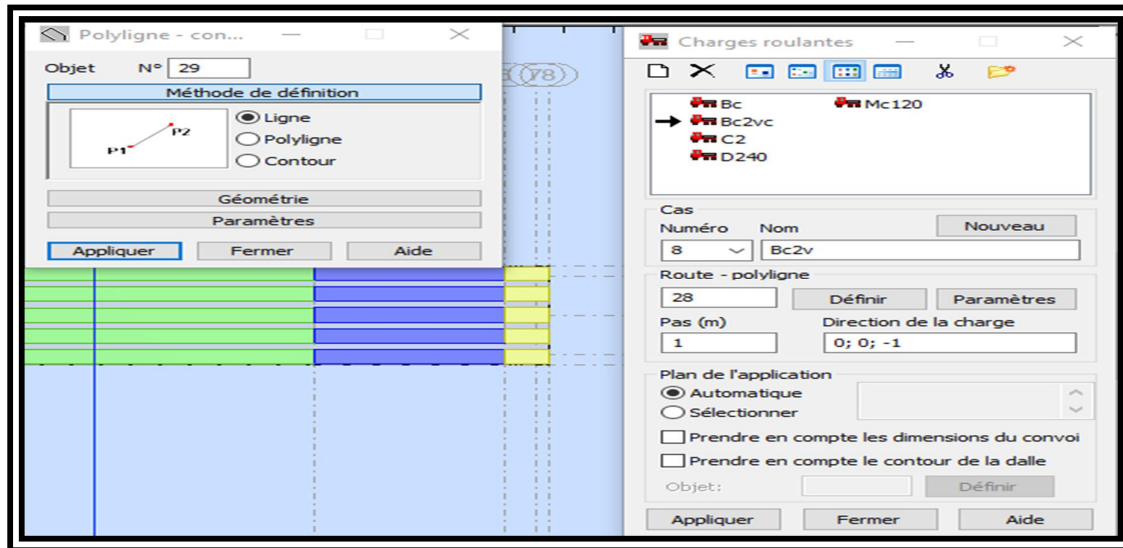 Polyligne - con...
Objet N° 29
Méthode de définition
P1 P2
Ligne
Polyligne
Contour
Géométrie
Paramètres
Appliquer Fermer Aide
78
Charges roulantes
Bc Mc120
Bc2vc
C2
D240
Cas
Numéro Nom Nouveau
8 Bc2v
Route - polyligne
28 Définir Paramètres
Pas (m) Direction de la charge
1 0; 0; -1
Plan de l'application
Automatique
Sélectionner
Prendre en compte les dimensions du convoi
Prendre en compte le contour de la dalle
Objet: Définir
Appliquer Fermer Aide